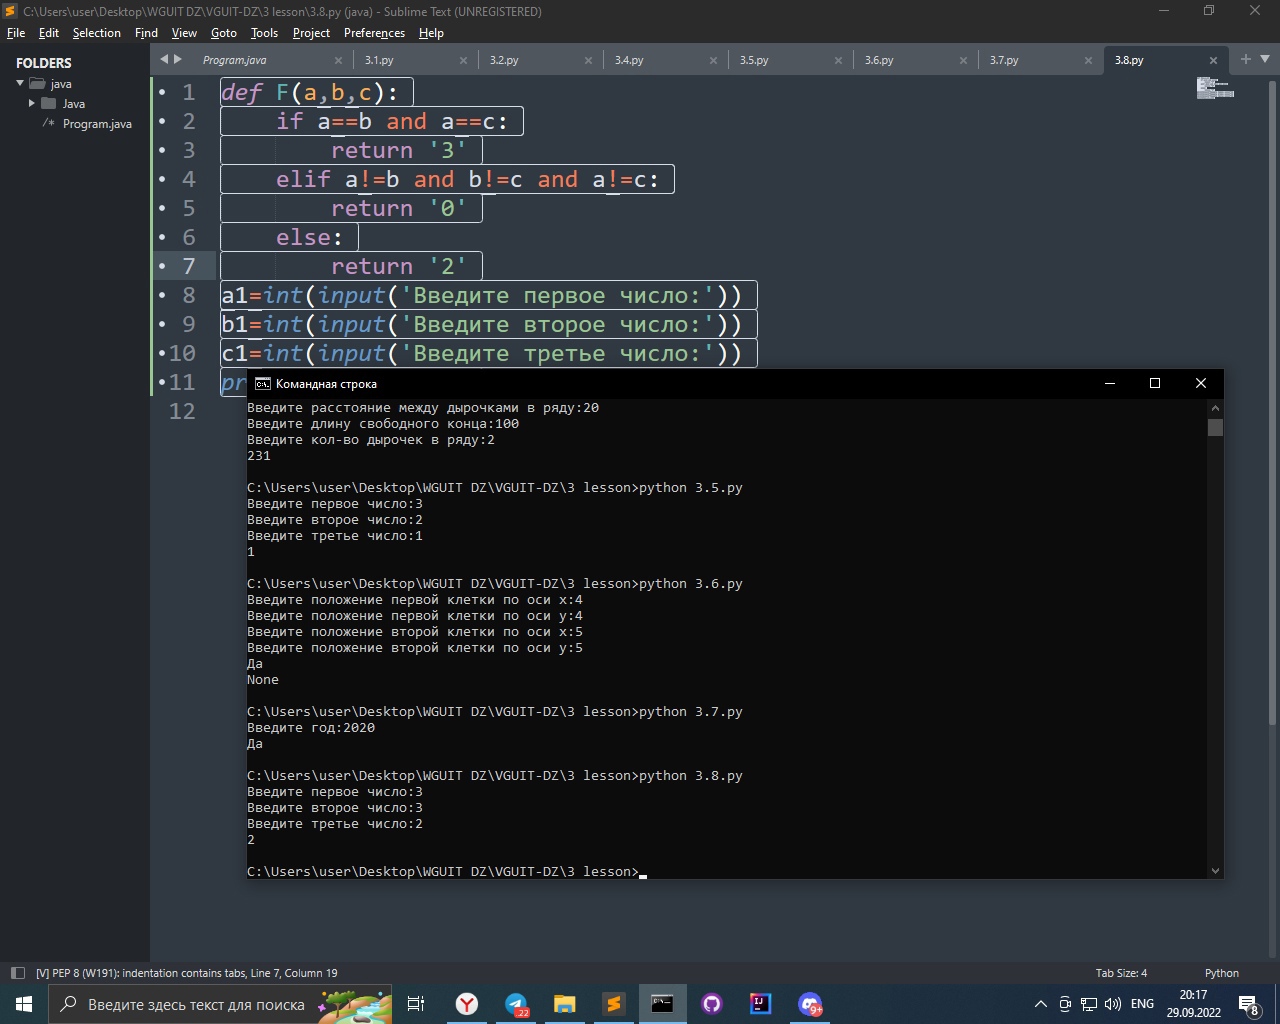 C:\Users\user\Desktop\WGUIT DZ\VGUIT-DZ\3 lesson\3.8.py (java) - Sublime Text (UNREGISTERED)
File Edit Selection Find View Goto Tools Project Preferences Help
FOLDERS
java
Java
/* Program.java
Program.java 3.1.py 3.2.py 3.4.py 3.5.py 3.6.py 3.7.py 3.8.py
1 def F(a,b,c):
2 if a==b and a==c:
3 return '3'
4 elif a!=b and b!=c and a!=c:
5 return '0'
6 else:
7 return '2'
8 a1=int(input('Введите первое число:'))
9 b1=int(input('Введите второе число:'))
10 c1=int(input('Введите третье число:'))
11 pr
12
Командная строка
Введите расстояние между дырочками в ряду:20
Введите длину свободного конца:100
Введите кол-во дырочек в ряду:2
231
C:\Users\user\Desktop\WGUIT DZ\VGUIT-DZ\3 lesson>python 3.5.py
Введите первое число:3
Введите второе число:2
Введите третье число:1
1
C:\Users\user\Desktop\WGUIT DZ\VGUIT-DZ\3 lesson>python 3.6.py
Введите положение первой клетки по оси x:4
Введите положение первой клетки по оси y:4
Введите положение второй клетки по оси x:5
Введите положение второй клетки по оси y:5
Да
None
C:\Users\user\Desktop\WGUIT DZ\VGUIT-DZ\3 lesson>python 3.7.py
Введите год:2020
Да
C:\Users\user\Desktop\WGUIT DZ\VGUIT-DZ\3 lesson>python 3.8.py
Введите первое число:3
Введите второе число:3
Введите третье число:2
2
C:\Users\user\Desktop\WGUIT DZ\VGUIT-DZ\3 lesson>
[V] PEP 8 (W191): indentation contains tabs, Line 7, Column 19
Tab Size: 4
Python
Введите здесь текст для поиска
22
9+
ENG
20:17
29.09.2022
8